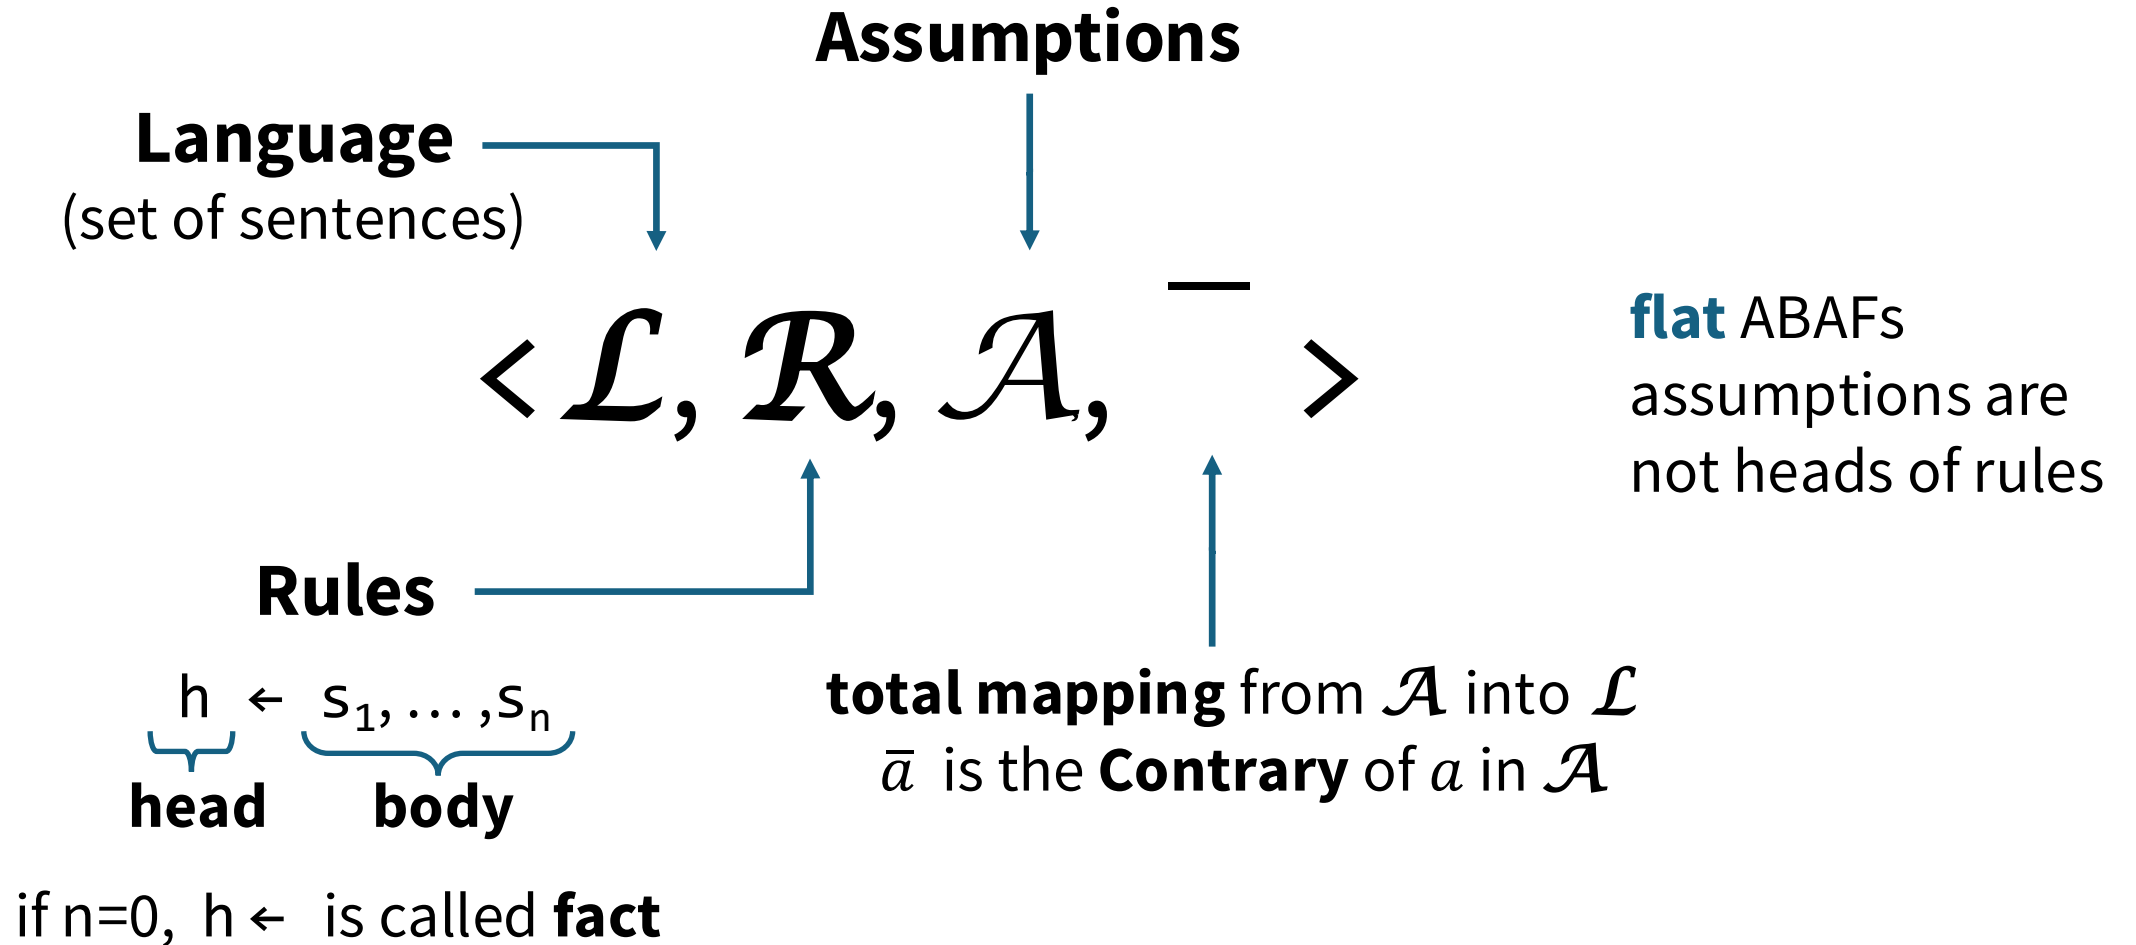 Assumptions
Language
(set of sentences)
< ℒ, ℛ, 𝒜, ‾ >
flat ABAFs
assumptions are
not heads of rules
Rules
h ← s₁,...,sₙ
head body
if n=0, h ← is called fact
total mapping from 𝒜 into ℒ
a̅ is the Contrary of a in 𝒜